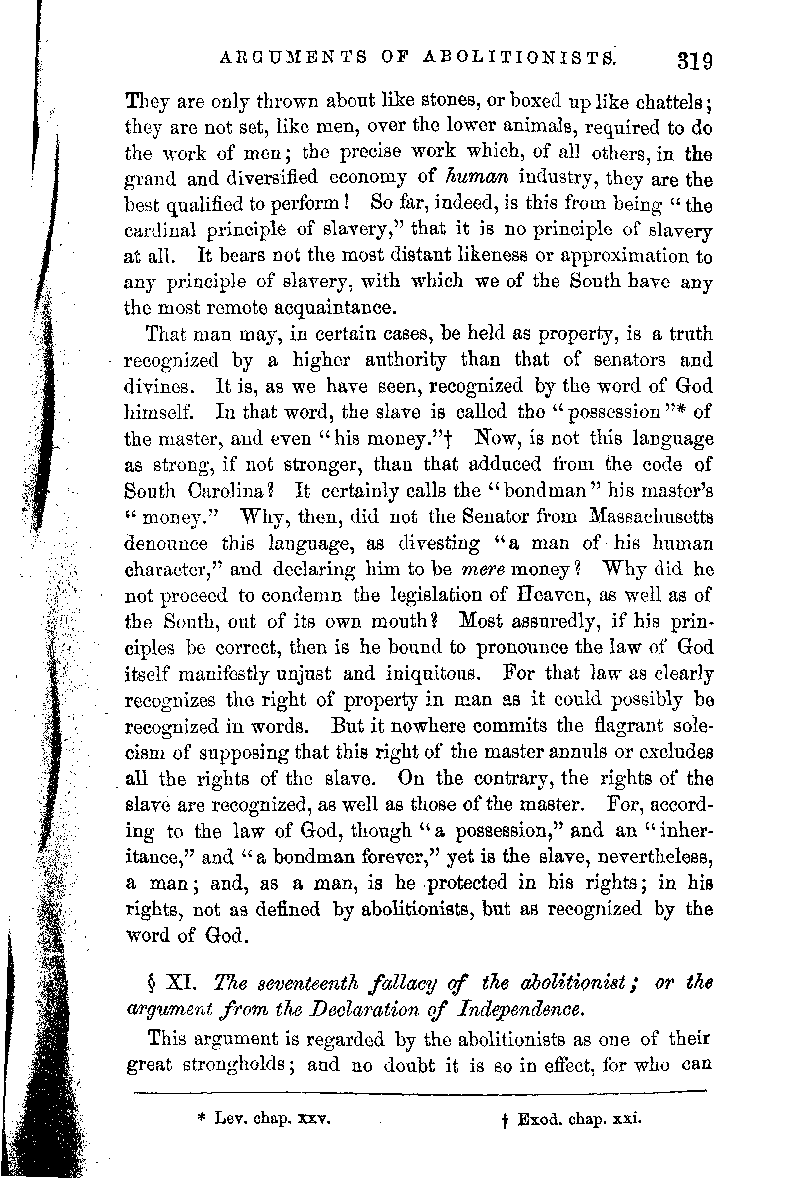 ARGUMENTS OF ABOLITIONISTS. 319
They are only thrown about like stones, or boxed up like chattels;
they are not set, like men, over the lower animals, required to do
the work of men; the precise work which, of all others, in the
grand and diversified economy of human industry, they are the
best qualified to perform! So far, indeed, is this from being “the
cardinal principle of slavery,” that it is no principle of slavery
at all. It bears not the most distant likeness or approximation to
any principle of slavery, with which we of the South have any
the most remote acquaintance.
That man may, in certain cases, be held as property, is a truth
recognized by a higher authority than that of senators and
divines. It is, as we have seen, recognized by the word of God
himself. In that word, the slave is called the “possession”* of
the master, and even “his money.”† Now, is not this language
as strong, if not stronger, than that adduced from the code of
South Carolina? It certainly calls the “bondman” his master’s
“money.” Why, then, did not the Senator from Massachusetts
denounce this language, as divesting “a man of his human
character,” and declaring him to be mere money? Why did he
not proceed to condemn the legislation of Heaven, as well as of
the South, out of its own mouth? Most assuredly, if his prin-
ciples be correct, then is he bound to pronounce the law of God
itself manifestly unjust and iniquitous. For that law as clearly
recognizes the right of property in man as it could possibly be
recognized in words. But it nowhere commits the flagrant sole-
cism of supposing that this right of the master annuls or excludes
all the rights of the slave. On the contrary, the rights of the
slave are recognized, as well as those of the master. For, accord-
ing to the law of God, though “a possession,” and an “inher-
itance,” and “a bondman forever,” yet is the slave, nevertheless,
a man; and, as a man, is he protected in his rights; in his
rights, not as defined by abolitionists, but as recognized by the
word of God.
§ XI. The seventeenth fallacy of the abolitionist; or the
argument from the Declaration of Independence.
This argument is regarded by the abolitionists as one of their
great strongholds; and no doubt it is so in effect, for who can
* Lev. chap. xxv. † Exod. chap. xxi.